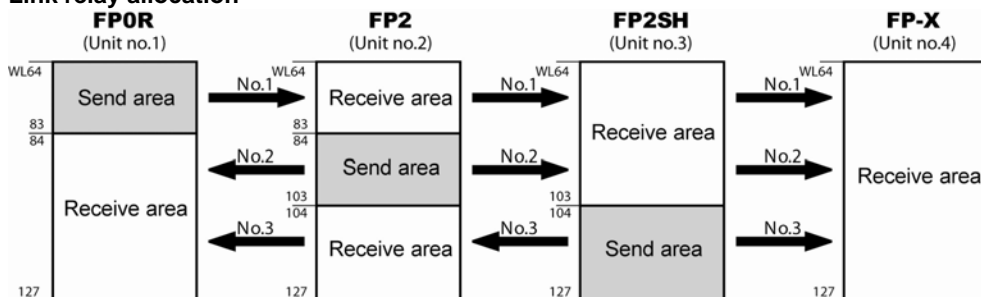 Link relay allocation
FP0R
(Unit no.1)
FP2
(Unit no.2)
FP2SH
(Unit no.3)
FP-X
(Unit no.4)
WL64
Send area
83
84
Receive area
127
No.1
No.2
No.3
WL64
Receive area
83
84
Send area
103
104
Receive area
127
No.1
No.2
No.3
WL64
Receive area
103
104
Send area
127
No.1
No.2
No.3
WL64
Receive area
127